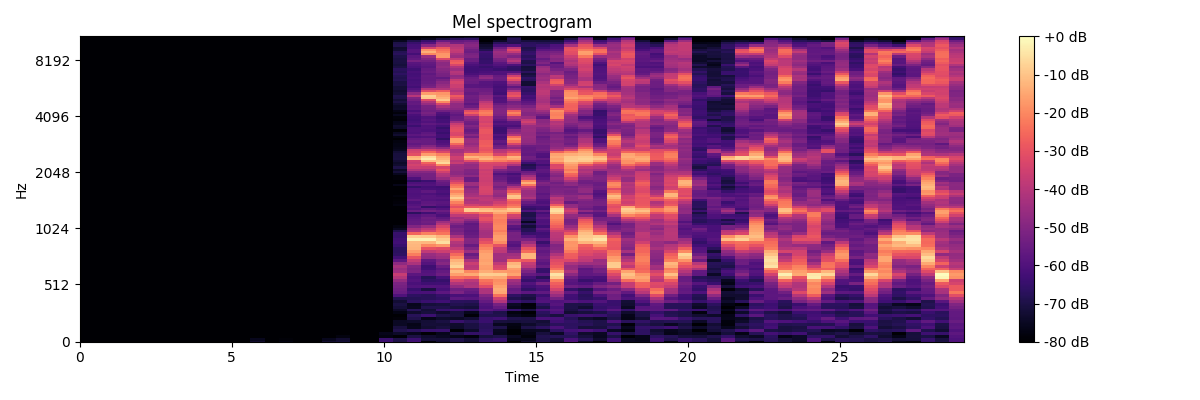 Mel spectrogram
Hz
8192
4096
2048
1024
512
0
0 5 10 15 20 25
Time
+0 dB
-10 dB
-20 dB
-30 dB
-40 dB
-50 dB
-60 dB
-70 dB
-80 dB